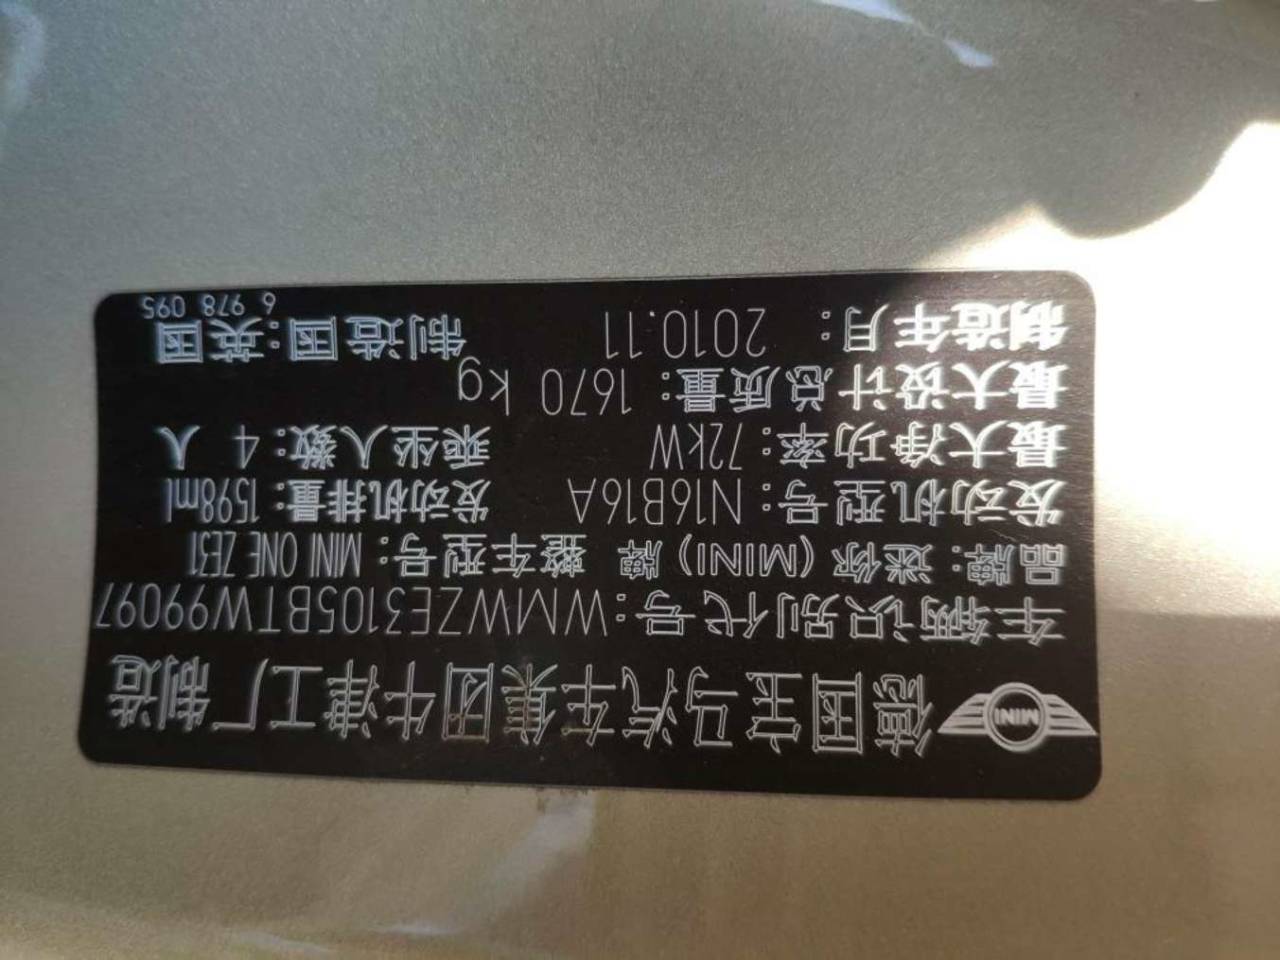 MINI 德国宝马汽车集团牛津工厂 制造
车辆识别代号:WMWZE3105BTW99097
品牌:迷你(MINI)牌 整车型号:MINI ONE ZE31
发动机型号:N16B16A 发动机排量:1598ml
最大净功率:72kW 乘坐人数:4 人
最大设计总质量:1670 kg
制造年月: 2010.11 制造国:英国
6 978 095